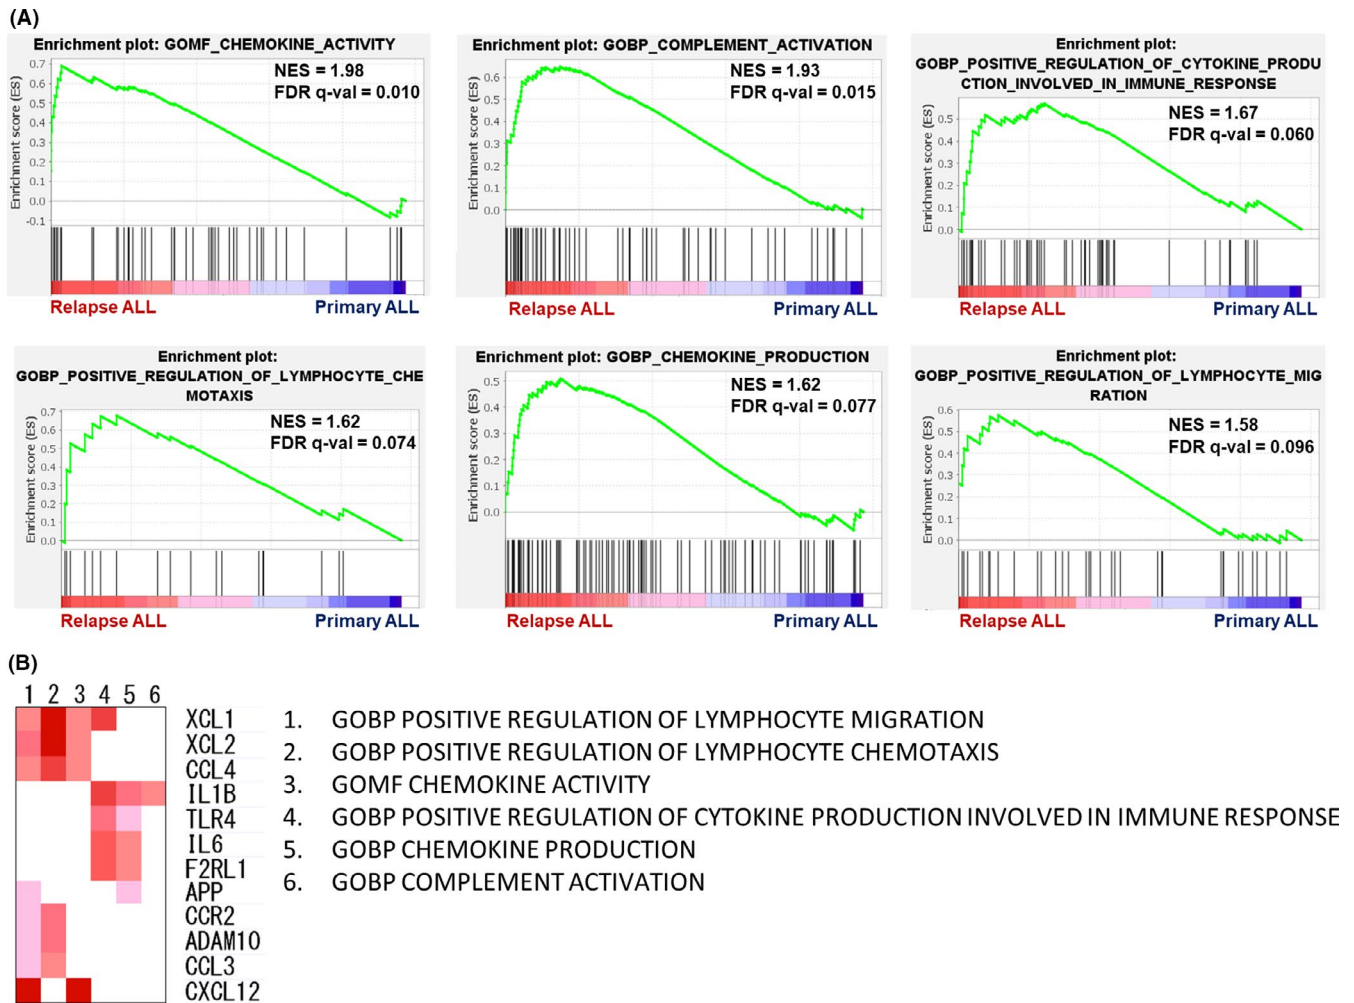 (A)
Enrichment plot: GOMF_CHEMOKINE_ACTIVITY
NES = 1.98
FDR q-val = 0.010
Enrichment score (ES)
0.7
0.6
0.5
0.4
0.3
0.2
0.1
0.0
-0.1
Relapse ALL
Primary ALL
Enrichment plot: GOBP_COMPLEMENT_ACTIVATION
NES = 1.93
FDR q-val = 0.015
Enrichment score (ES)
0.6
0.5
0.4
0.3
0.2
0.1
0.0
Relapse ALL
Primary ALL
Enrichment plot:
GOBP_POSITIVE_REGULATION_OF_CYTOKINE_PRODU
CTION_INVOLVED_IN_IMMUNE_RESPONSE
NES = 1.67
FDR q-val = 0.060
Enrichment score (ES)
0.5
0.4
0.3
0.2
0.1
0.0
Relapse ALL
Primary ALL
Enrichment plot:
GOBP_POSITIVE_REGULATION_OF_LYMPHOCYTE_CHE
MOTAXIS
NES = 1.62
FDR q-val = 0.074
Enrichment score (ES)
0.7
0.6
0.5
0.4
0.3
0.2
0.1
0.0
Relapse ALL
Primary ALL
Enrichment plot: GOBP_CHEMOKINE_PRODUCTION
NES = 1.62
FDR q-val = 0.077
Enrichment score (ES)
0.5
0.4
0.3
0.2
0.1
0.0
Relapse ALL
Primary ALL
Enrichment plot:
GOBP_POSITIVE_REGULATION_OF_LYMPHOCYTE_MIG
RATION
NES = 1.58
FDR q-val = 0.096
Enrichment score (ES)
0.6
0.5
0.4
0.3
0.2
0.1
0.0
Relapse ALL
Primary ALL
(B)
1 2 3 4 5 6
XCL1
XCL2
CCL4
IL1B
TLR4
IL6
F2RL1
APP
CCR2
ADAM10
CCL3
CXCL12
1. GOBP POSITIVE REGULATION OF LYMPHOCYTE MIGRATION
2. GOBP POSITIVE REGULATION OF LYMPHOCYTE CHEMOTAXIS
3. GOMF CHEMOKINE ACTIVITY
4. GOBP POSITIVE REGULATION OF CYTOKINE PRODUCTION INVOLVED IN IMMUNE RESPONSE
5. GOBP CHEMOKINE PRODUCTION
6. GOBP COMPLEMENT ACTIVATION